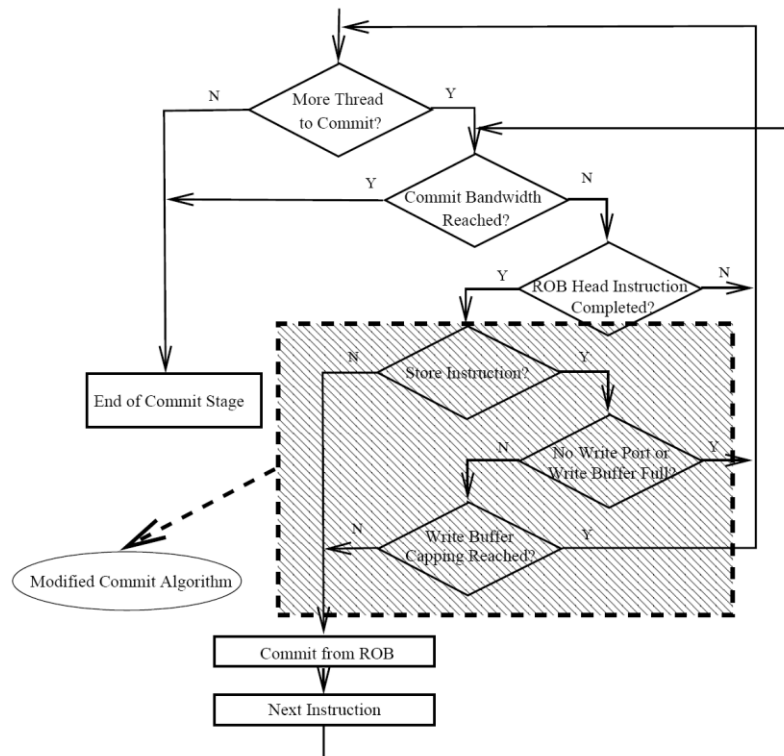 More Thread
to Commit?
N
Y
Commit Bandwidth
Reached?
Y
N
ROB Head Instruction
Completed?
Y
N
Store Instruction?
N
Y
End of Commit Stage
No Write Port or
Write Buffer Full?
N
Y
Write Buffer
Capping Reached?
N
Y
Modified Commit Algorithm
Commit from ROB
Next Instruction